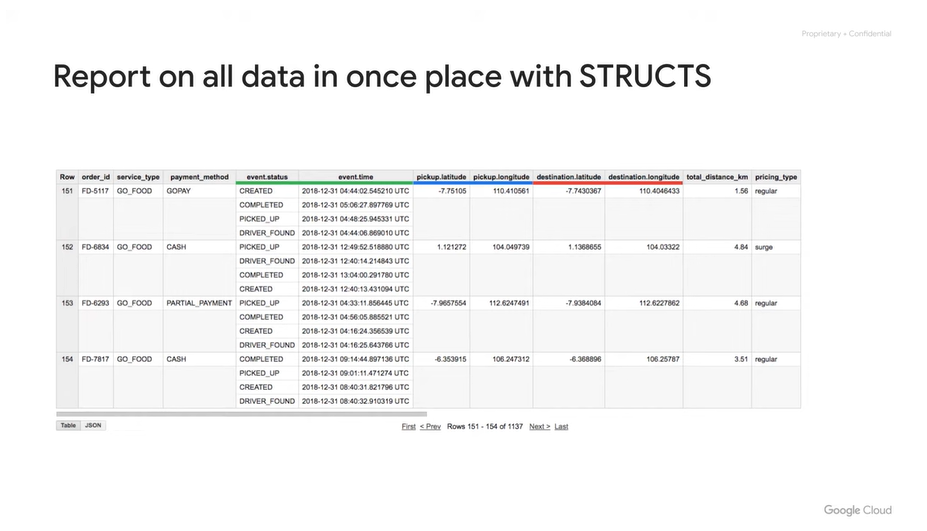 Proprietary + Confidential
Report on all data in once place with STRUCTS
Row order_id service_type payment_method event.status event.time pickup.latitude pickup.longitude destination.latitude destination.longitude total_distance_km pricing_type
151 FD-5117 GO_FOOD GOPAY CREATED 2018-12-31 04:44:02.545210 UTC -7.75105 110.410561 -7.7430367 110.4046433 1.56 regular
COMPLETED 2018-12-31 05:06:27.897769 UTC
PICKED_UP 2018-12-31 04:48:25.945331 UTC
DRIVER_FOUND 2018-12-31 04:44:06.869010 UTC
152 FD-6834 GO_FOOD CASH PICKED_UP 2018-12-31 12:49:52.518880 UTC 1.121272 104.049739 1.1368655 104.03322 4.84 surge
DRIVER_FOUND 2018-12-31 12:40:14.214843 UTC
COMPLETED 2018-12-31 13:04:00.291780 UTC
CREATED 2018-12-31 12:40:13.431094 UTC
153 FD-6293 GO_FOOD PARTIAL_PAYMENT PICKED_UP 2018-12-31 04:33:11.856445 UTC -7.9657554 112.6247491 -7.9384084 112.6227862 4.68 regular
COMPLETED 2018-12-31 04:56:05.885521 UTC
CREATED 2018-12-31 04:16:24.356539 UTC
DRIVER_FOUND 2018-12-31 04:16:25.643766 UTC
154 FD-7817 GO_FOOD CASH COMPLETED 2018-12-31 09:14:44.897136 UTC -6.353915 106.247312 -6.368896 106.25787 3.51 regular
PICKED_UP 2018-12-31 09:01:11.471274 UTC
CREATED 2018-12-31 08:40:31.821796 UTC
DRIVER_FOUND 2018-12-31 08:40:32.910319 UTC
Table JSON First < Prev Rows 151 - 154 of 1137 Next > Last
Google Cloud